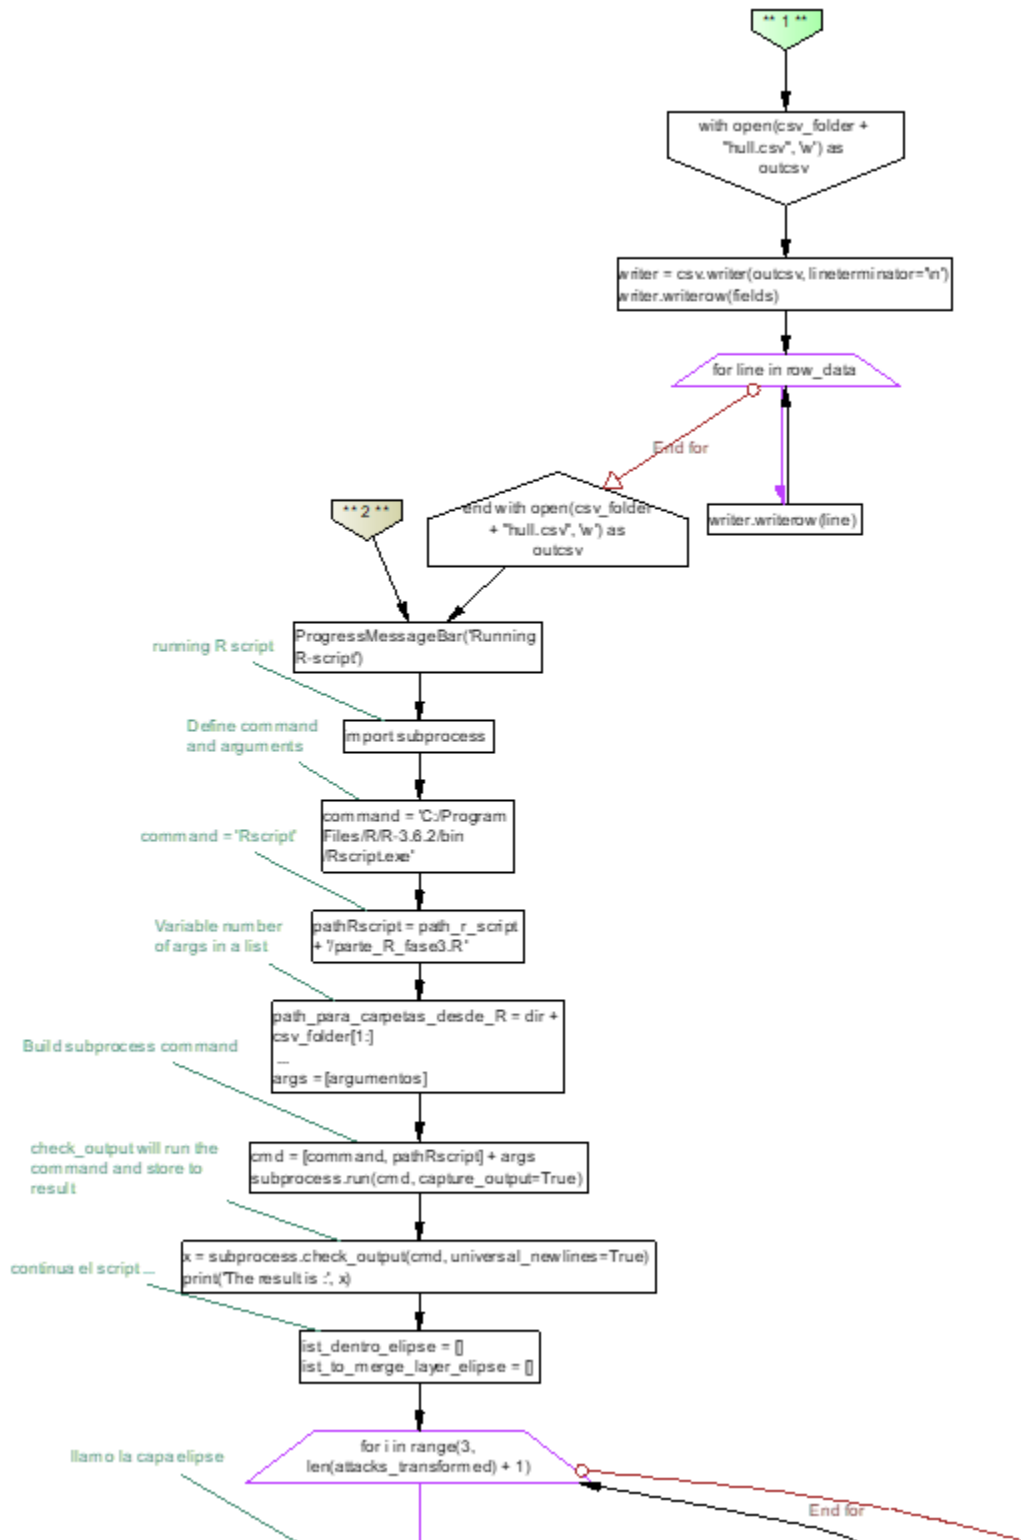 ** 1 **
with open(csv_folder +
"hull.csv", 'w') as
outcsv
writer = csv.writer(outcsv, lineterminator='\n')
writer.writerow(fields)
for line in row_data
End for
writer.writerow(line)
end with open(csv_folder
+ "hull.csv", 'w') as
outcsv
** 2 **
ProgressMessageBar('Running
R-script')
running R script
import subprocess
Define command
and arguments
command = 'C:/Program
Files/R/R-3.6.2/bin
/Rscript.exe'
command = 'Rscript'
pathRscript = path_r_script
+ '/parte_R_fase3.R'
Variable number
of args in a list
path_para_carpetas_desde_R = dir +
csv_folder[1:]
...
args = [argumentos]
Build subprocess command
cmd = [command, pathRscript] + args
subprocess.run(cmd, capture_output=True)
check_output will run the
command and store to
result
x = subprocess.check_output(cmd, universal_newlines=True)
print('The result is :', x)
continua el script ...
ist_dentro_elipse = []
ist_to_merge_layer_elipse = []
for i in range(3,
len(attacks_transformed) + 1)
llamo la capa elipse
End for